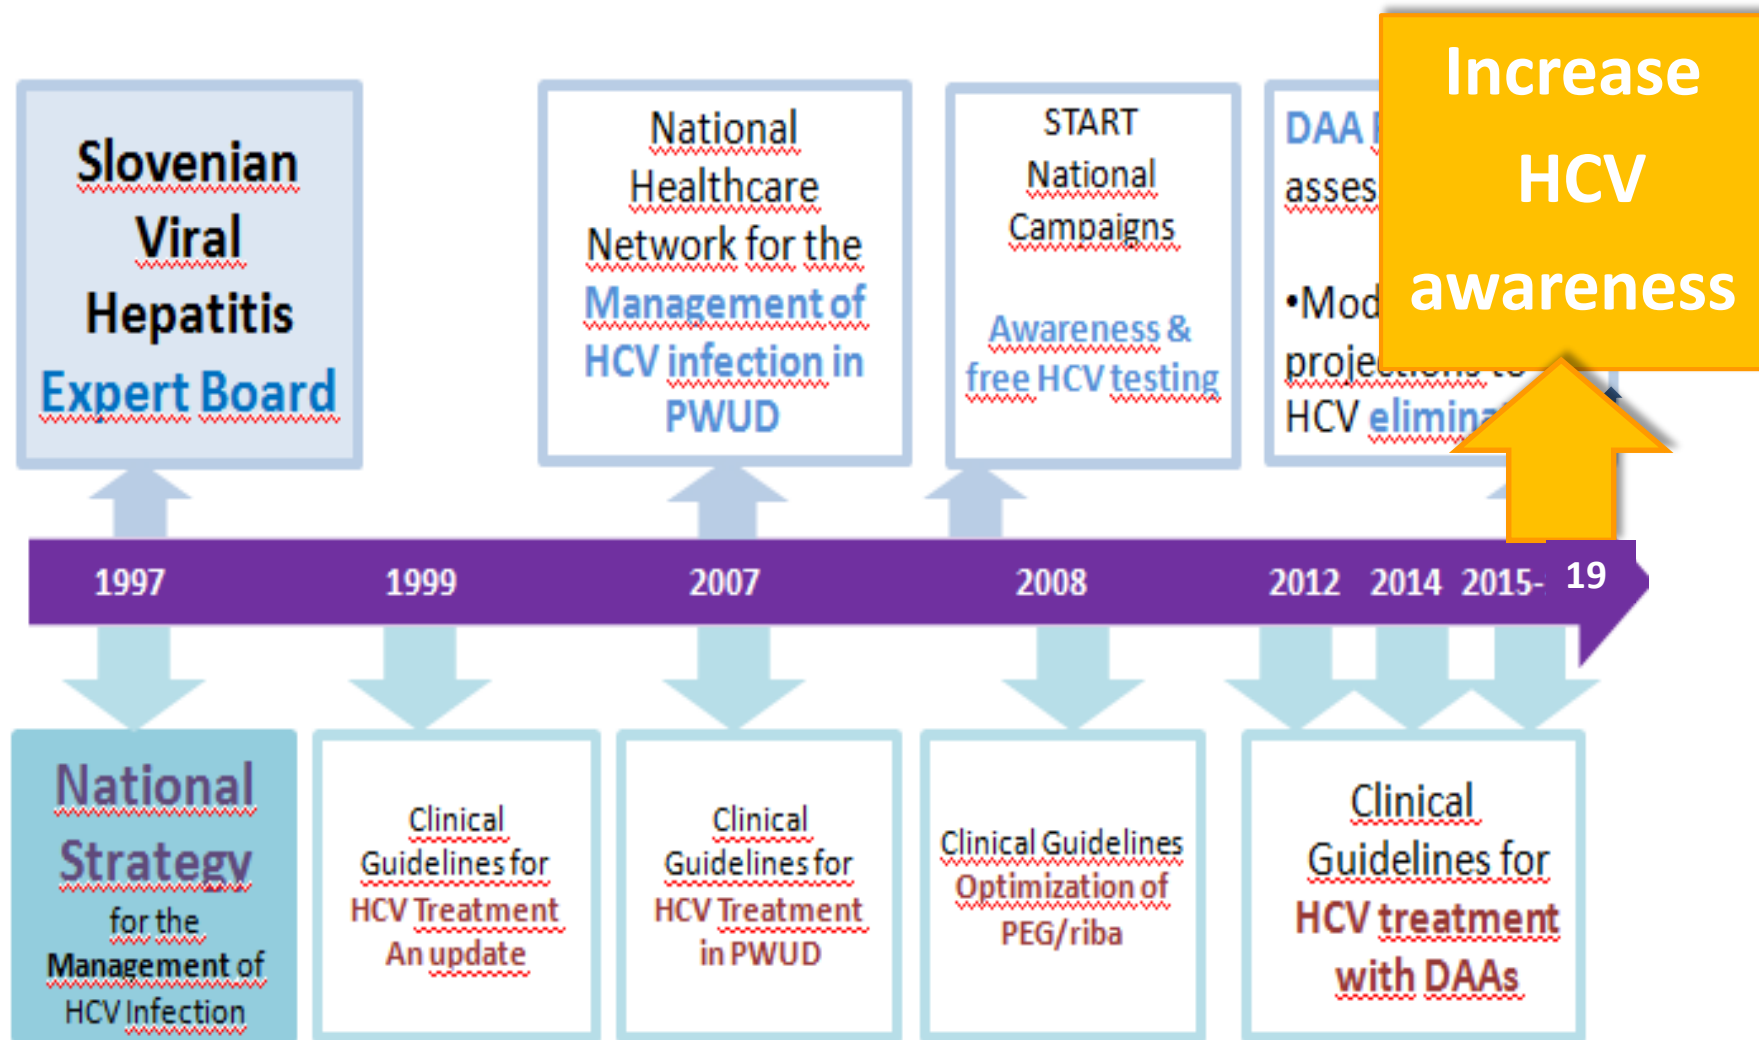 Slovenian
Viral
Hepatitis
Expert Board
National
Healthcare
Network for the
Management of
HCV infection in
PWUD
START
National
Campaigns
Awareness &
free HCV testing
DAA
•
HCV
Increase
HCV
awareness
1997 1999 2007 2008 2012 2014 2015- 19
National
Strategy
for the
Management of
HCV Infection
Clinical
Guidelines for
HCV Treatment
An update
Clinical
Guidelines for
HCV Treatment
in PWUD
Clinical Guidelines
Optimization of
PEG/riba
Clinical
Guidelines for
HCV treatment
with DAAs